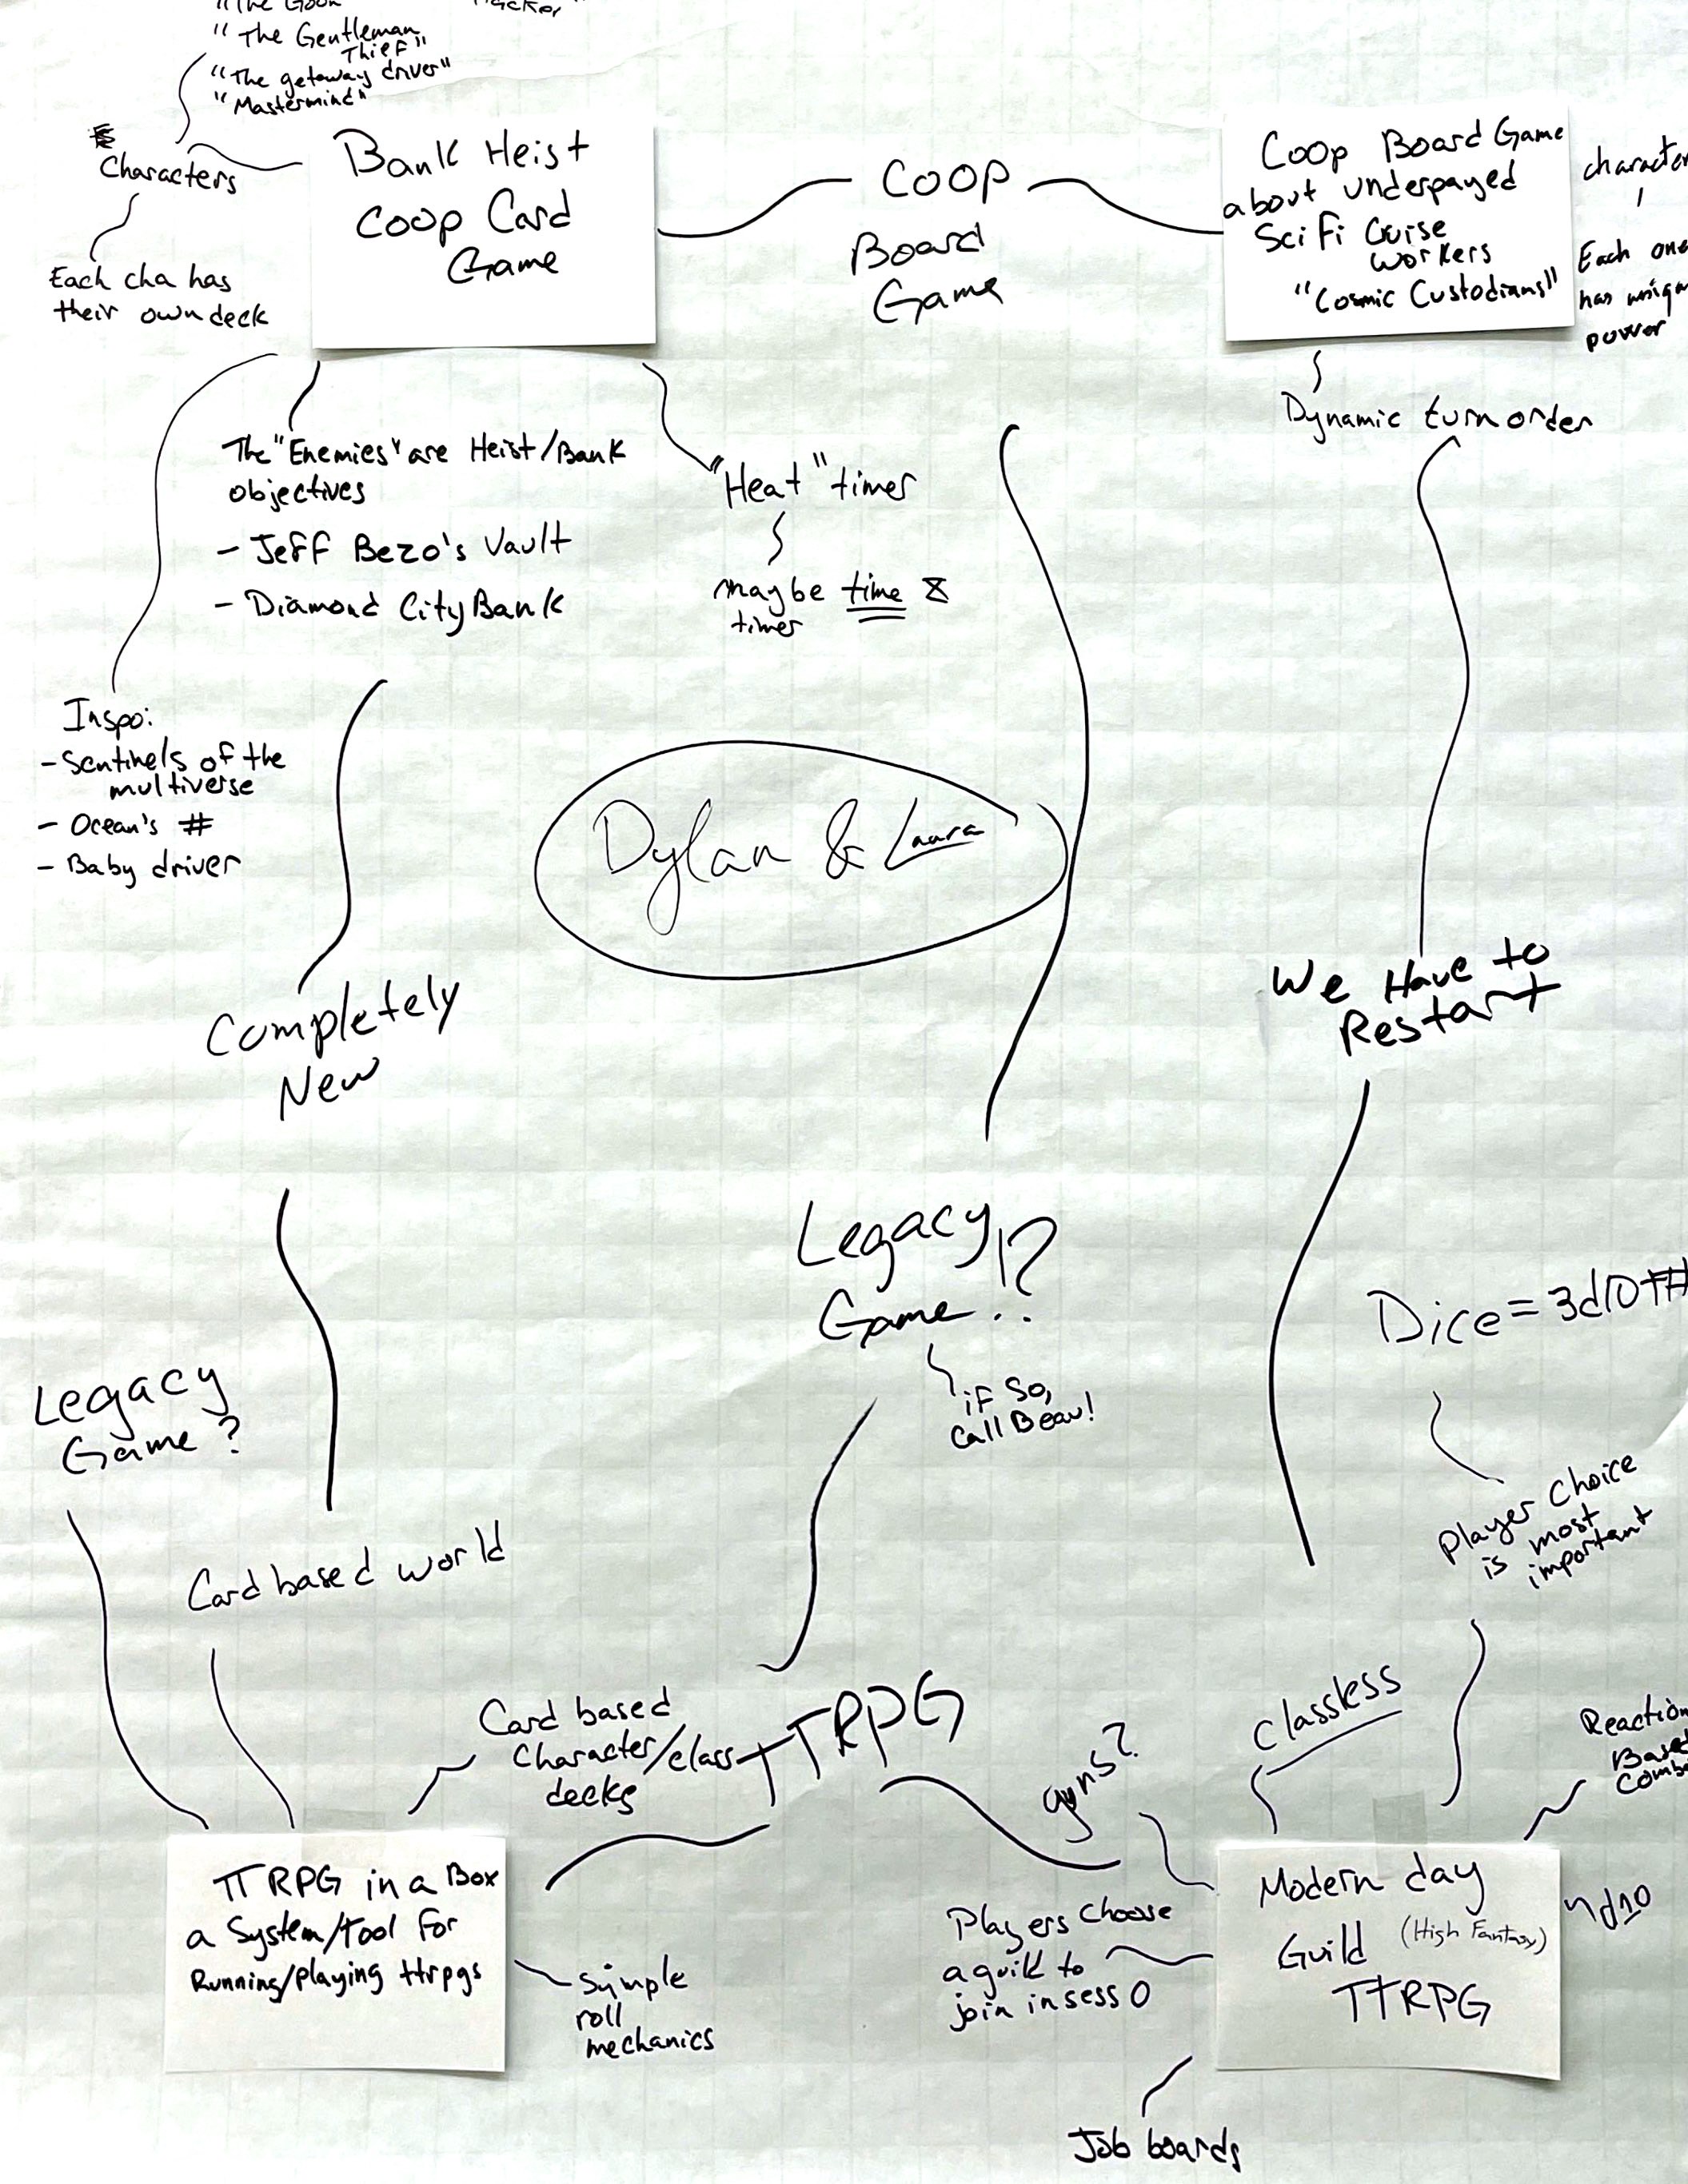 "The Goon"
Hacker"
"The Gentleman
Thief"
"The getaway driver"
"Mastermind"
Characters
Each cha has
their own deck
Bank Heist
Coop Card
Game
COOP
Board
Game
Coop Board Game
about underpayed
SciFi Cruise
workers
"Cosmic Custodians"
character
Each one
has uniqu
power
Dynamic turn order
The "Enemies" are Heist/Bank
objectives
- Jeff Bezo's Vault
- Diamond City Bank
"Heat" timer
maybe time &
timer
Inspo:
- Sentinels of the
multiverse
- Ocean's #
- Baby driver
Dylan & Laura
Completely
New
We Have to
Restart
Legacy
Game!?
if so,
call Beau!
Dice = 3d10 +#
Player Choice
is most
important
Legacy
Game?
Card based world
Card based
Character/class
decks
TTRPG
guns?
classless
Reaction
Based
Comba
TTRPG in a Box
a System/tool for
Running/playing ttrpgs
simple
roll
mechanics
Players choose
a guild to
join in sess 0
Modern day
Guild (High Fantasy)
TTRPG
nd10
Job boards